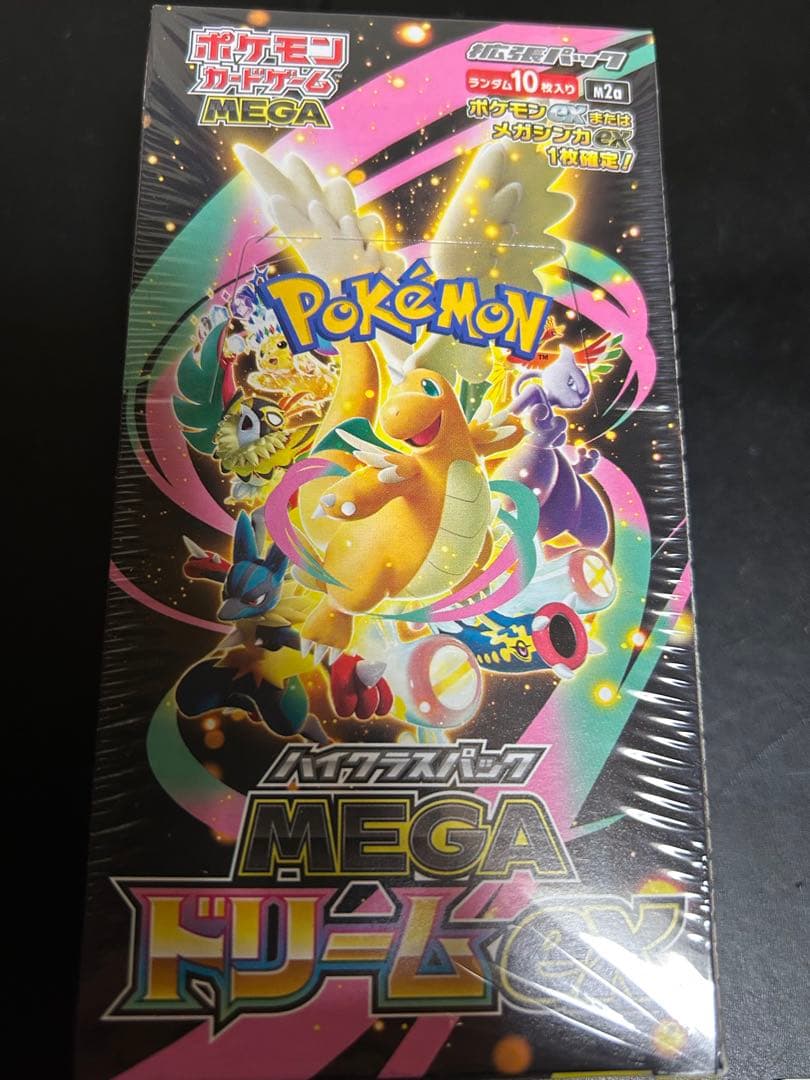 ポケモン
カードゲーム
MEGA
拡張パック
ランダム10枚入り
M2a
ポケモンexまたは
メガシンカex
1枚確定!
POKéMON
TM
ハイクラスパック
MEGA
ドリームex